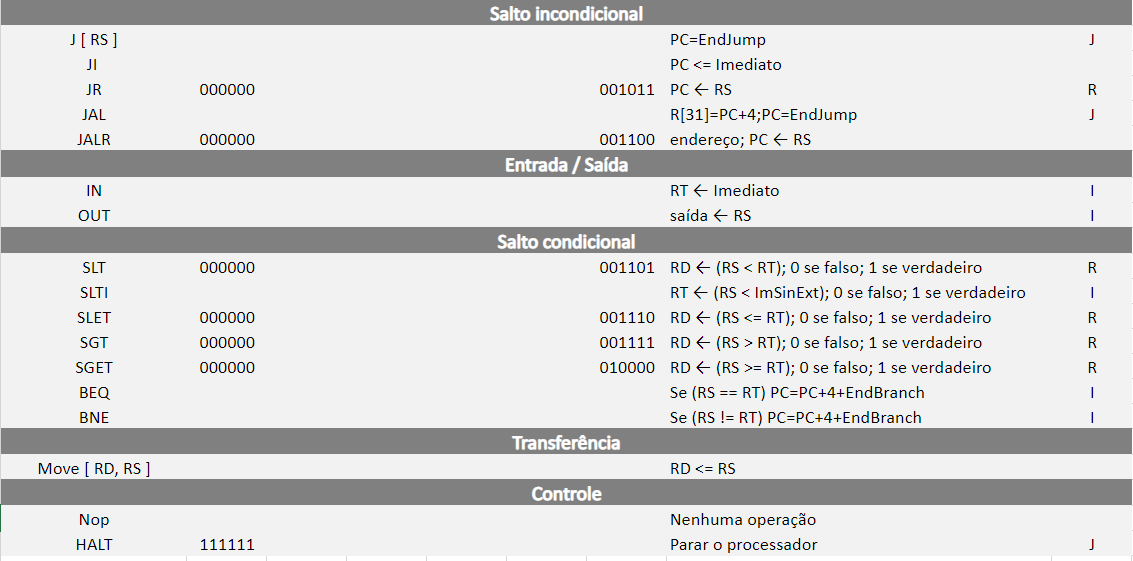 Salto incondicional
J [ RS ] PC=EndJump J
JI PC <= Imediato
JR 000000 001011 PC ← RS R
JAL R[31]=PC+4;PC=EndJump J
JALR 000000 001100 endereço; PC ← RS
Entrada / Saída
IN RT ← Imediato I
OUT saída ← RS I
Salto condicional
SLT 000000 001101 RD ← (RS < RT); 0 se falso; 1 se verdadeiro R
SLTI RT ← (RS < ImSinExt); 0 se falso; 1 se verdadeiro I
SLET 000000 001110 RD ← (RS <= RT); 0 se falso; 1 se verdadeiro R
SGT 000000 001111 RD ← (RS > RT); 0 se falso; 1 se verdadeiro R
SGET 000000 010000 RD ← (RS >= RT); 0 se falso; 1 se verdadeiro R
BEQ Se (RS == RT) PC=PC+4+EndBranch I
BNE Se (RS != RT) PC=PC+4+EndBranch I
Transferência
Move [ RD, RS ] RD <= RS
Controle
Nop Nenhuma operação
HALT 111111 Parar o processador J